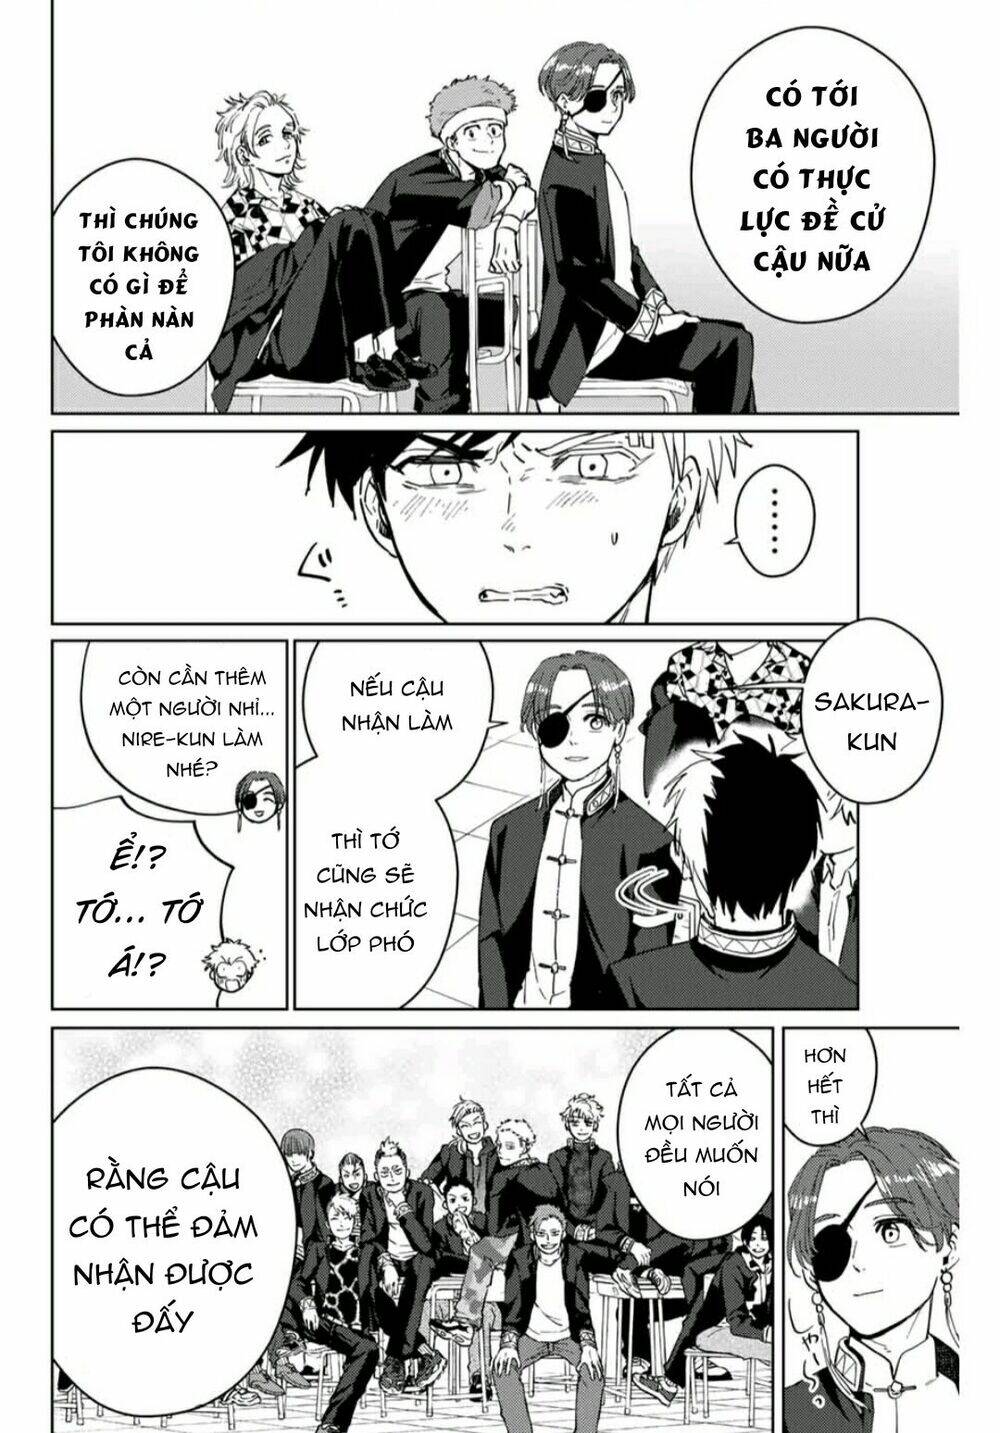 CÓ TỚI
BA NGƯỜI
CÓ THỰC
LỰC ĐỀ CỬ
CẬU NỮA
THÌ CHÚNG
TÔI KHÔNG
CÓ GÌ ĐỂ
PHÀN NÀN
CẢ
......
SAKURA-
KUN
NẾU CẬU
NHẬN LÀM
THÌ TỚ
CŨNG SẼ
NHẬN CHỨC
LỚP PHÓ
CÒN CẦN THÊM
MỘT NGƯỜI NHỈ...
NIRE-KUN LÀM
NHÉ?
Ể!?
TỚ... TỚ
Á!?
HƠN
HẾT
THÌ
TẤT CẢ
MỌI NGƯỜI
ĐỀU MUỐN
NÓI
RẰNG CẬU
CÓ THỂ ĐẢM
NHẬN ĐƯỢC
ĐẤY